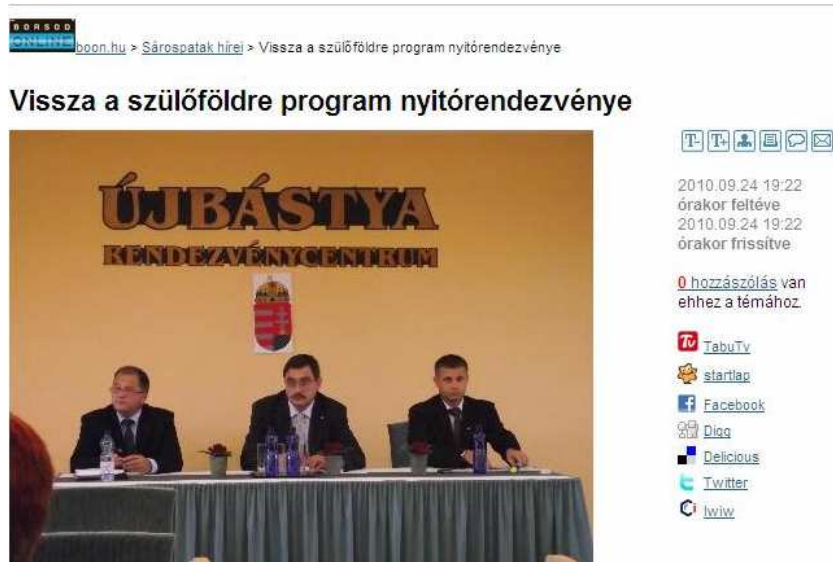 BORSOD
ONLINE
boon.hu > Sárospatak hírei > Vissza a szülőföldre program nyitórendezvénye
Vissza a szülőföldre program nyitórendezvénye
ÚJBÁSTYA
RENDEZVÉNYCENTRUM
T- T+
2010.09.24 19:22
órakor feltéve
2010.09.24 19:22
órakor frissítve
0 hozzászólás van
ehhez a témához.
Tv TabuTv
startlap
f Facebook
Digg
Delicious
t Twitter
Ci iwiw